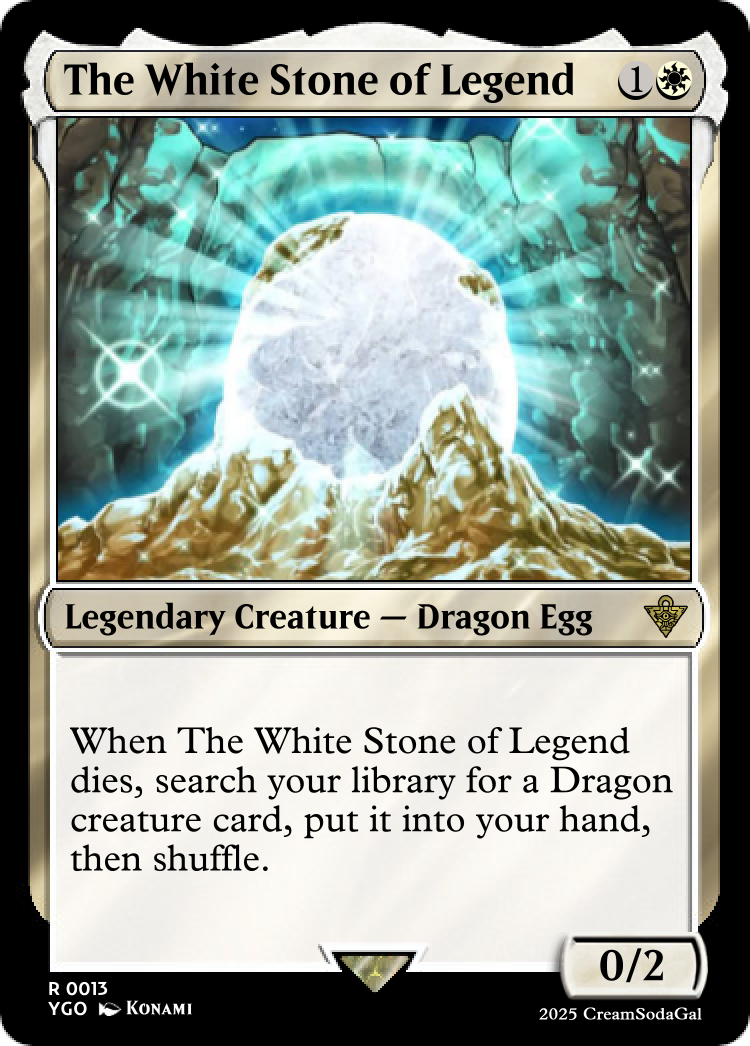 The White Stone of Legend 1
Legendary Creature — Dragon Egg
When The White Stone of Legend
dies, search your library for a Dragon
creature card, put it into your hand,
then shuffle.
0/2
R 0013
YGO KONAMI
2025 CreamSodaGal